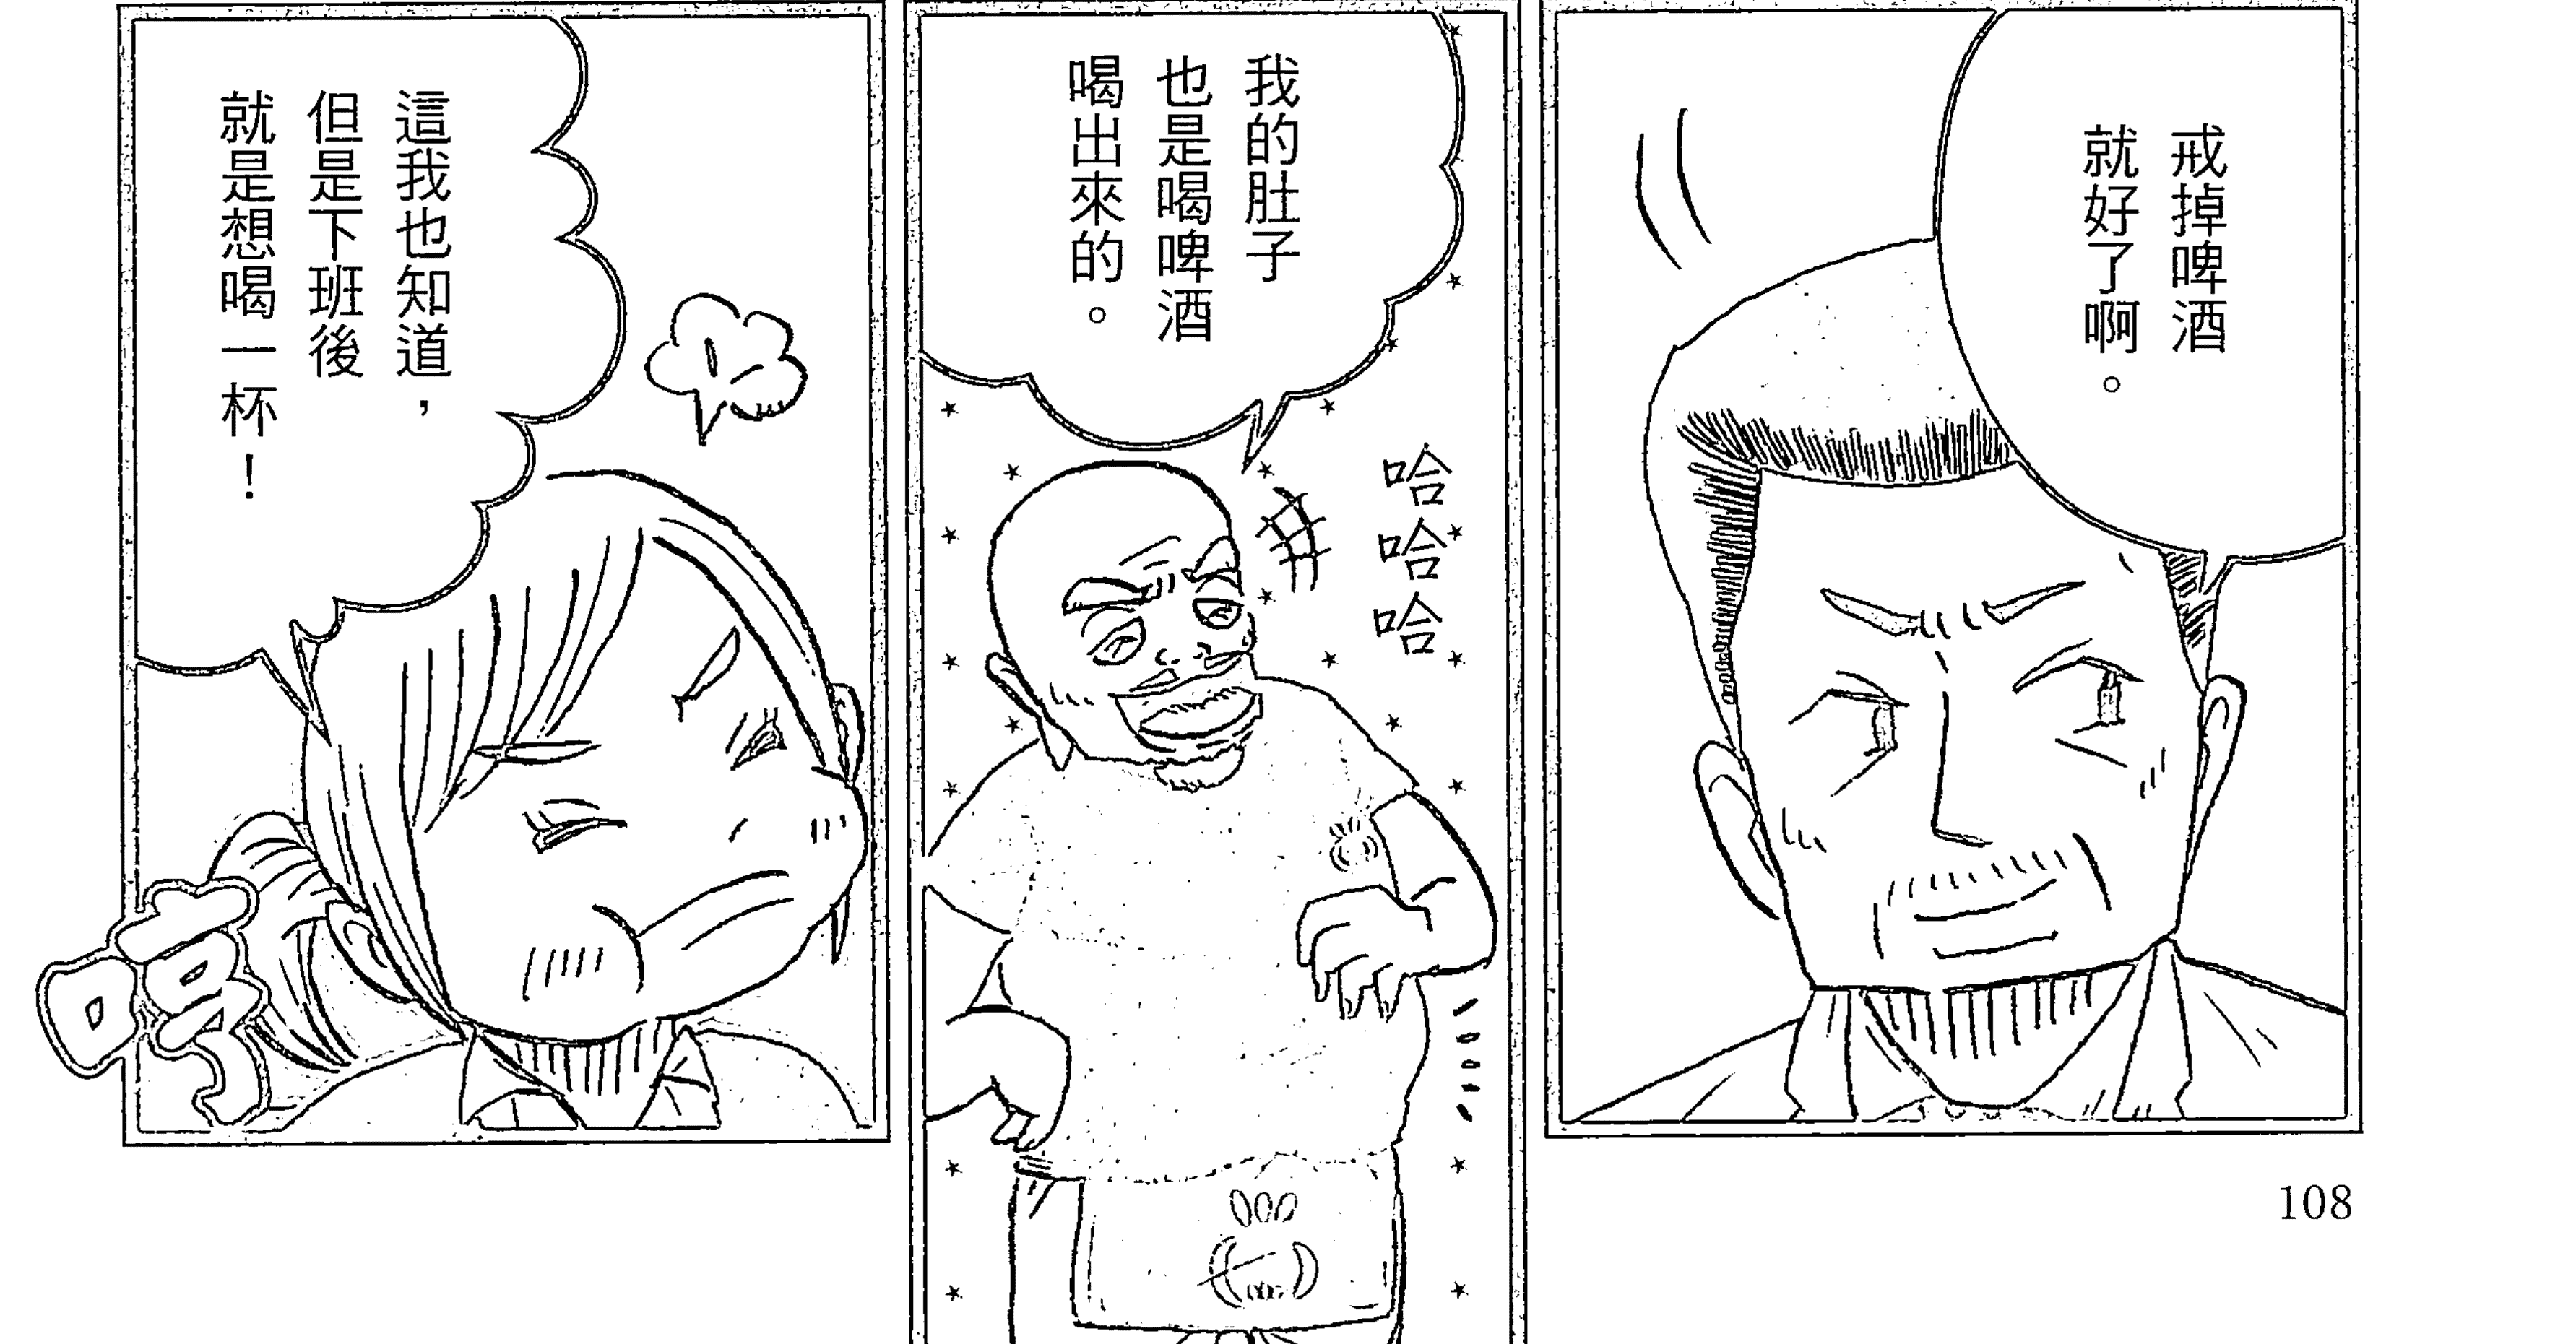 戒掉啤酒
就好了啊。
我的肚子
也是喝啤酒
喝出來的。
哈哈哈
這我也知道，
但是下班後
就是想喝一杯！
哼
108